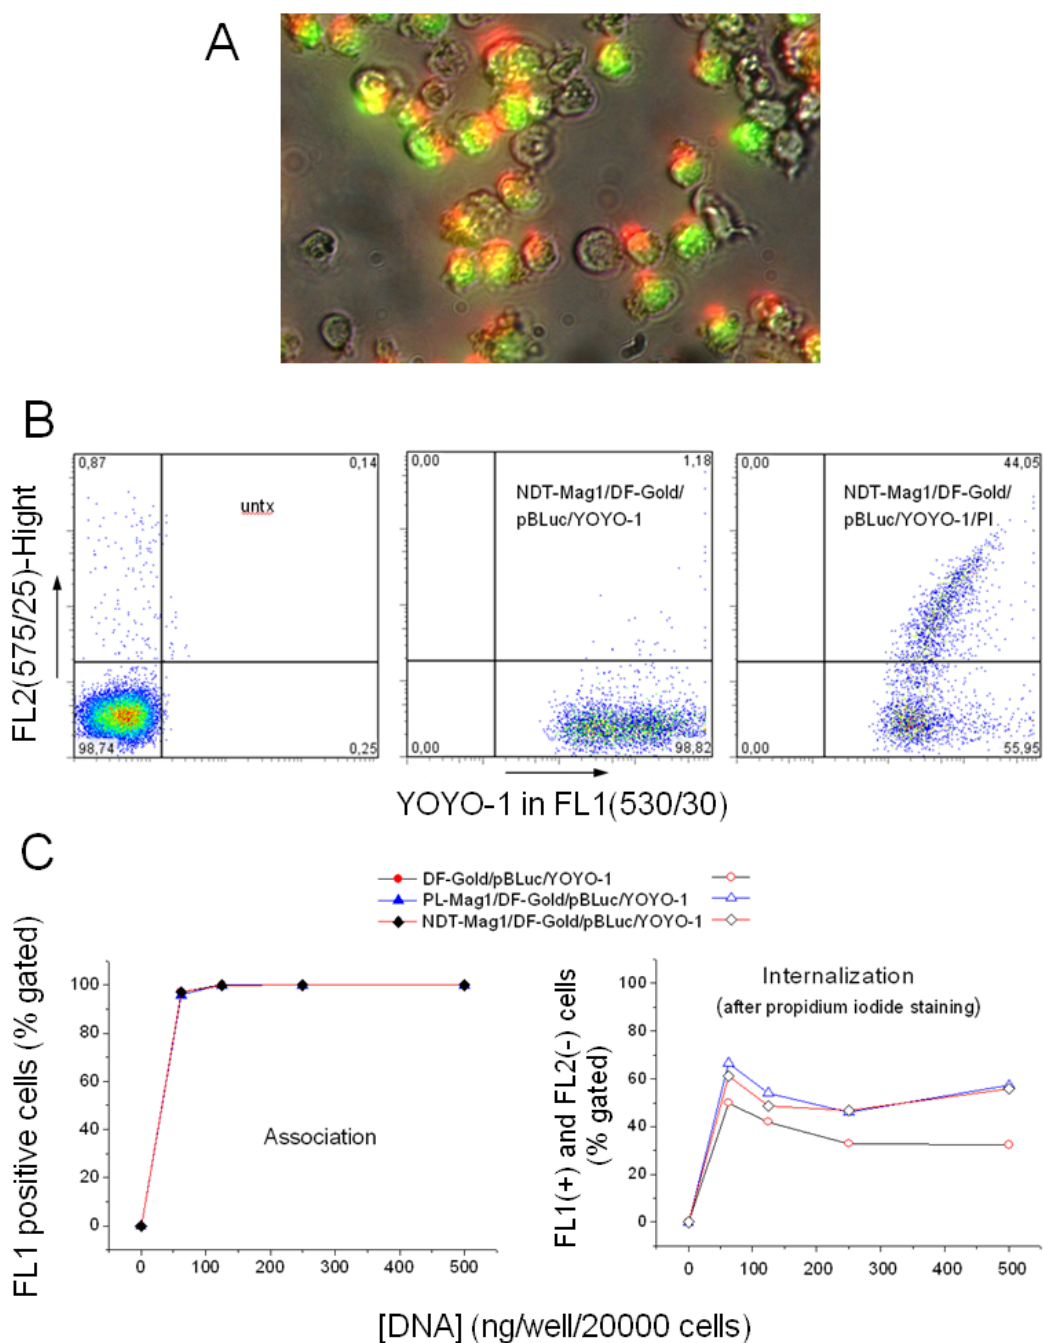 A
B
FL2(575/25)-Hight
0,87
0,14
untx
98,74
0,25
0,00
1,18
NDT-Mag1/DF-Gold/
pBLuc/YOYO-1
0,00
98,82
0,00
44,05
NDT-Mag1/DF-Gold/
pBLuc/YOYO-1/PI
0,00
55,95
YOYO-1 in FL1(530/30)
C
DF-Gold/pBLuc/YOYO-1
PL-Mag1/DF-Gold/pBLuc/YOYO-1
NDT-Mag1/DF-Gold/pBLuc/YOYO-1
FL1 positive cells (% gated)
100
80
60
40
20
0
Association
0
100
200
300
400
500
FL1(+) and FL2(-) cells
(% gated)
100
80
60
40
20
0
Internalization
(after propidium iodide staining)
0
100
200
300
400
500
[DNA] (ng/well/20000 cells)